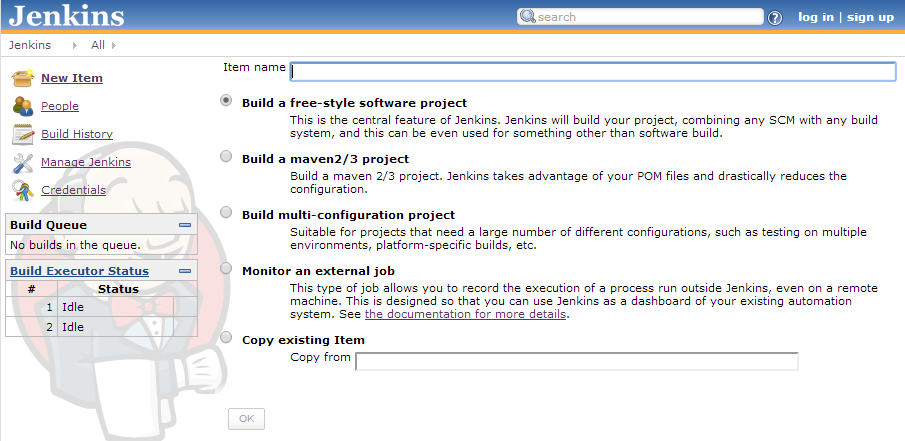 Jenkins
search
log in | sign up
Jenkins
All
New Item
People
Build History
Manage Jenkins
Credentials
Build Queue
No builds in the queue.
Build Executor Status
# Status
1 Idle
2 Idle
Item name
Build a free-style software project
This is the central feature of Jenkins. Jenkins will build your project, combining any SCM with any build
system, and this can be even used for something other than software build.
Build a maven2/3 project
Build a maven 2/3 project. Jenkins takes advantage of your POM files and drastically reduces the
configuration.
Build multi-configuration project
Suitable for projects that need a large number of different configurations, such as testing on multiple
environments, platform-specific builds, etc.
Monitor an external job
This type of job allows you to record the execution of a process run outside Jenkins, even on a remote
machine. This is designed so that you can use Jenkins as a dashboard of your existing automation
system. See the documentation for more details.
Copy existing Item
Copy from
OK